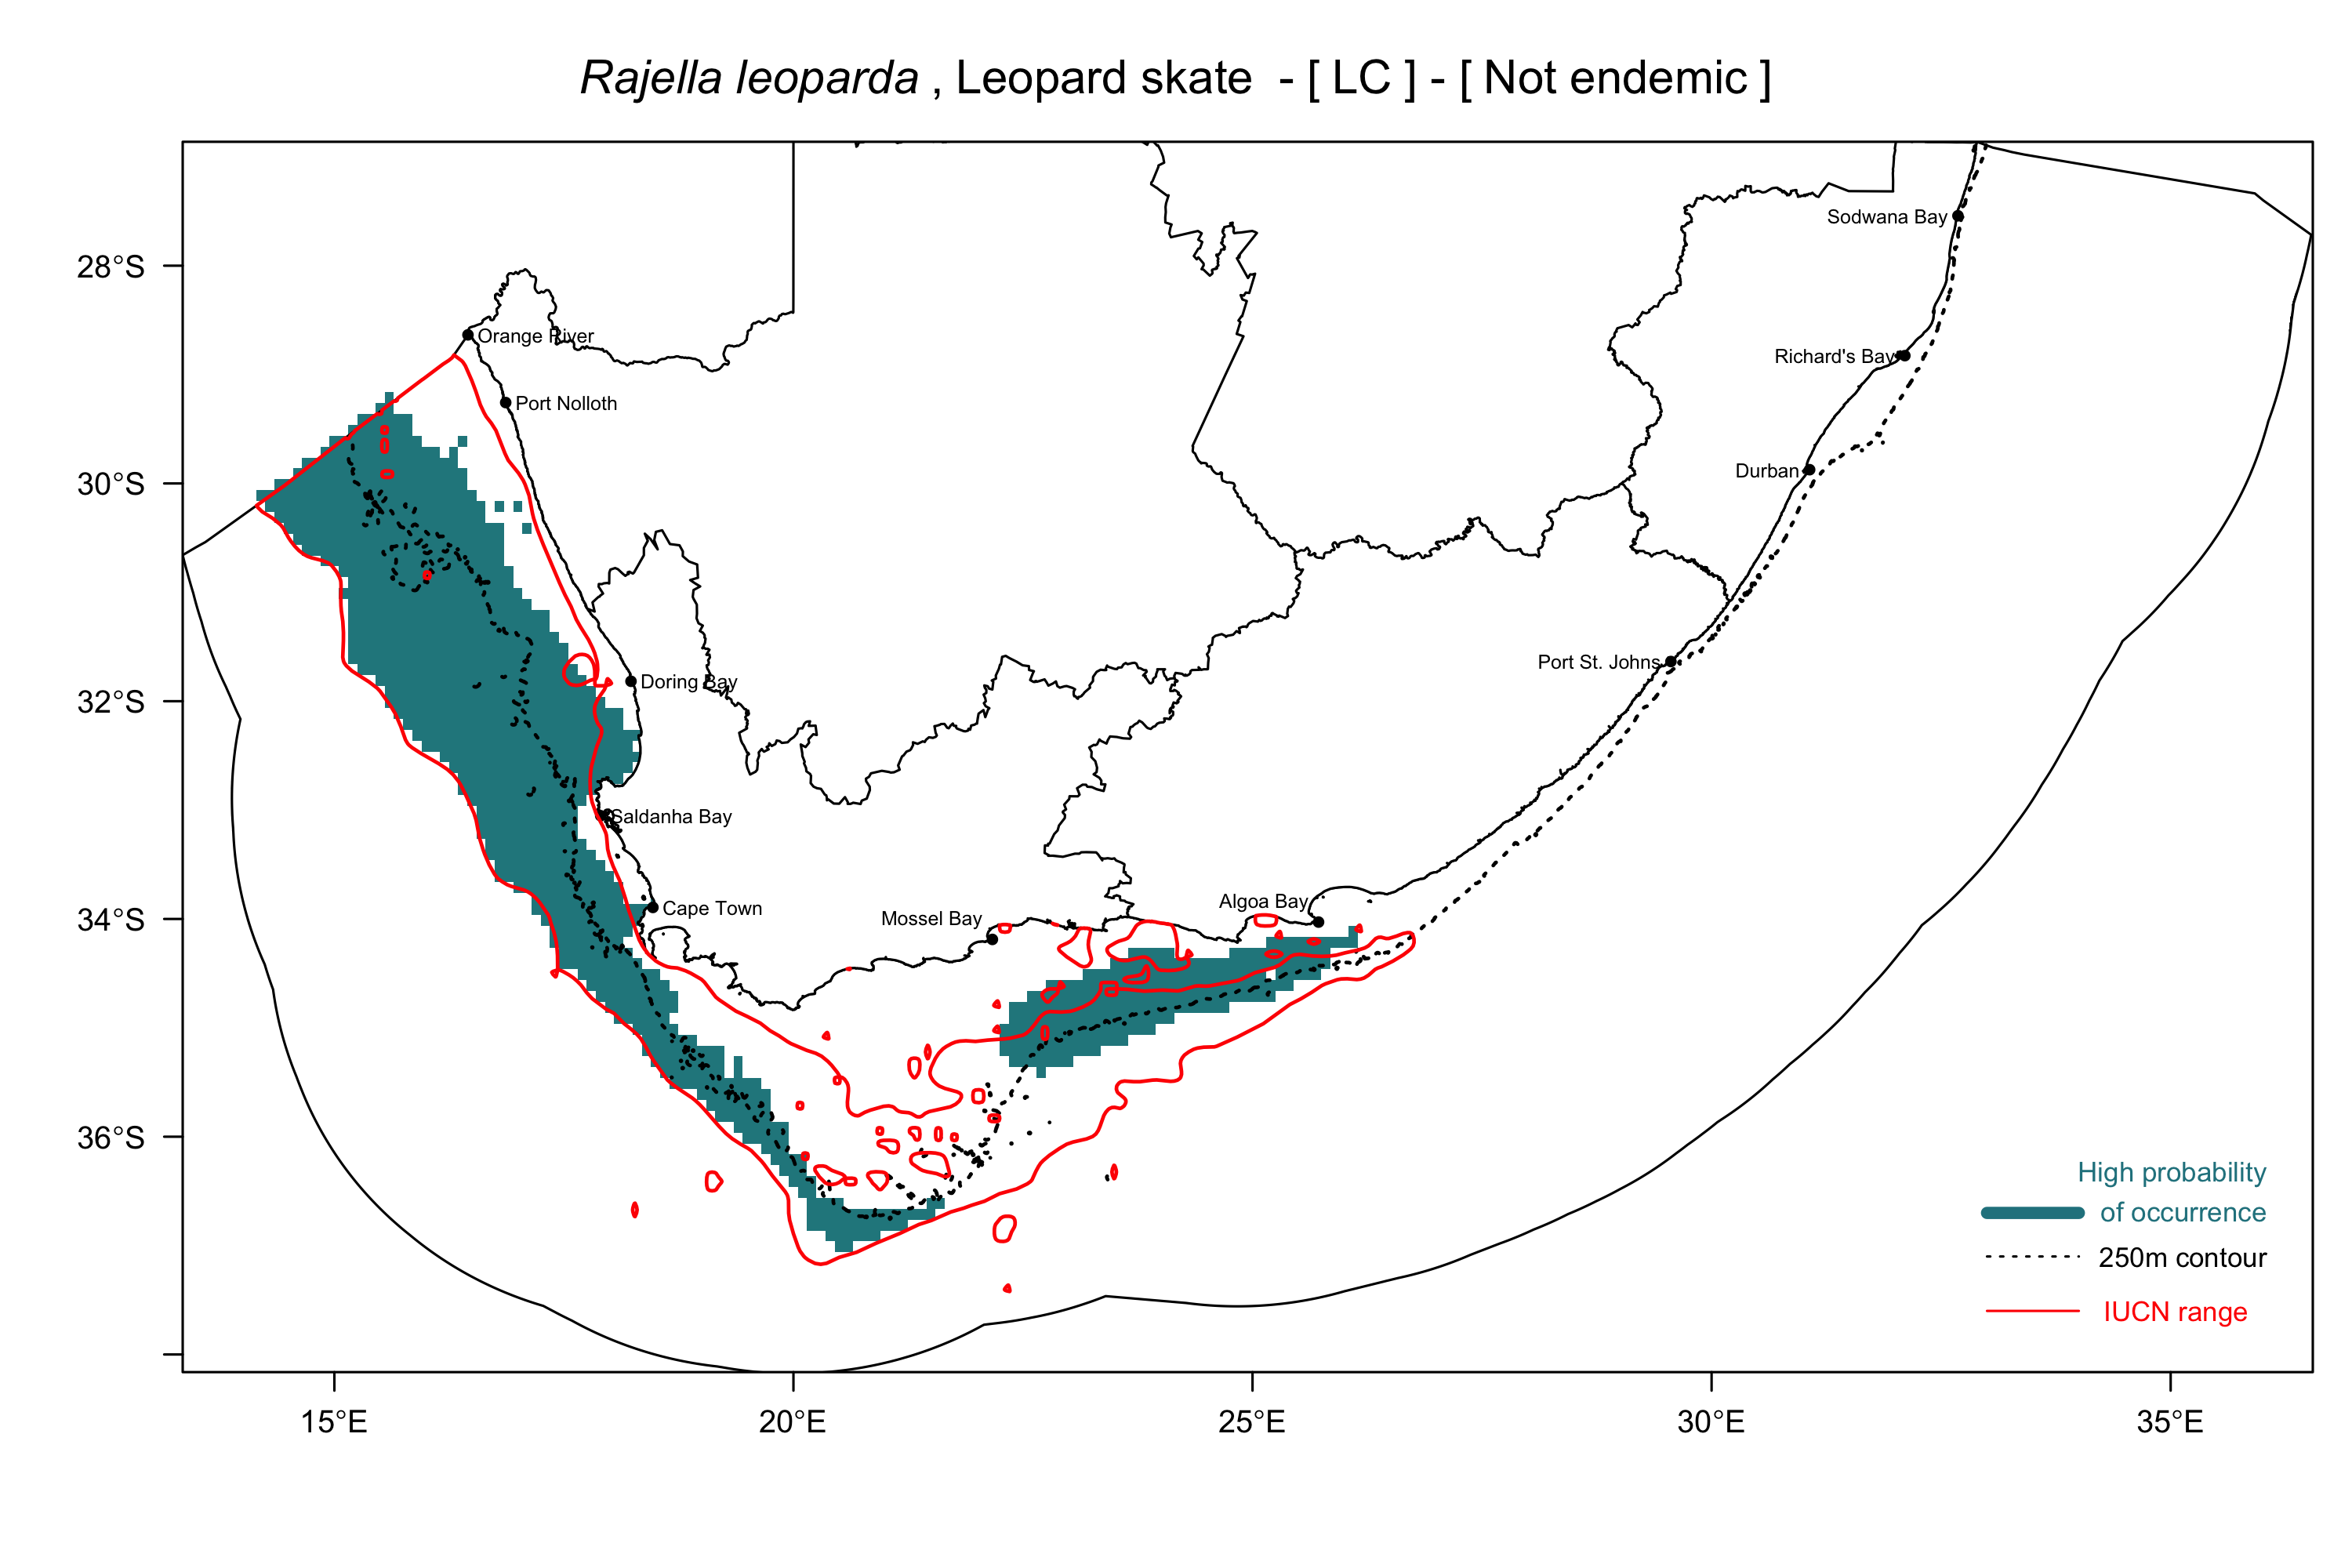 Rajella leoparda , Leopard skate - [ LC ] - [ Not endemic ]
Sodwana Bay
28°S
Orange River
Richard's Bay
Port Nolloth
Durban
30°S
Port St. Johns
Doring Bay
32°S
Saldanha Bay
Algoa Bay
Cape Town
Mossel Bay
34°S
36°S
High probability
of occurrence
250m contour
IUCN range
15°E
20°E
25°E
30°E
35°E